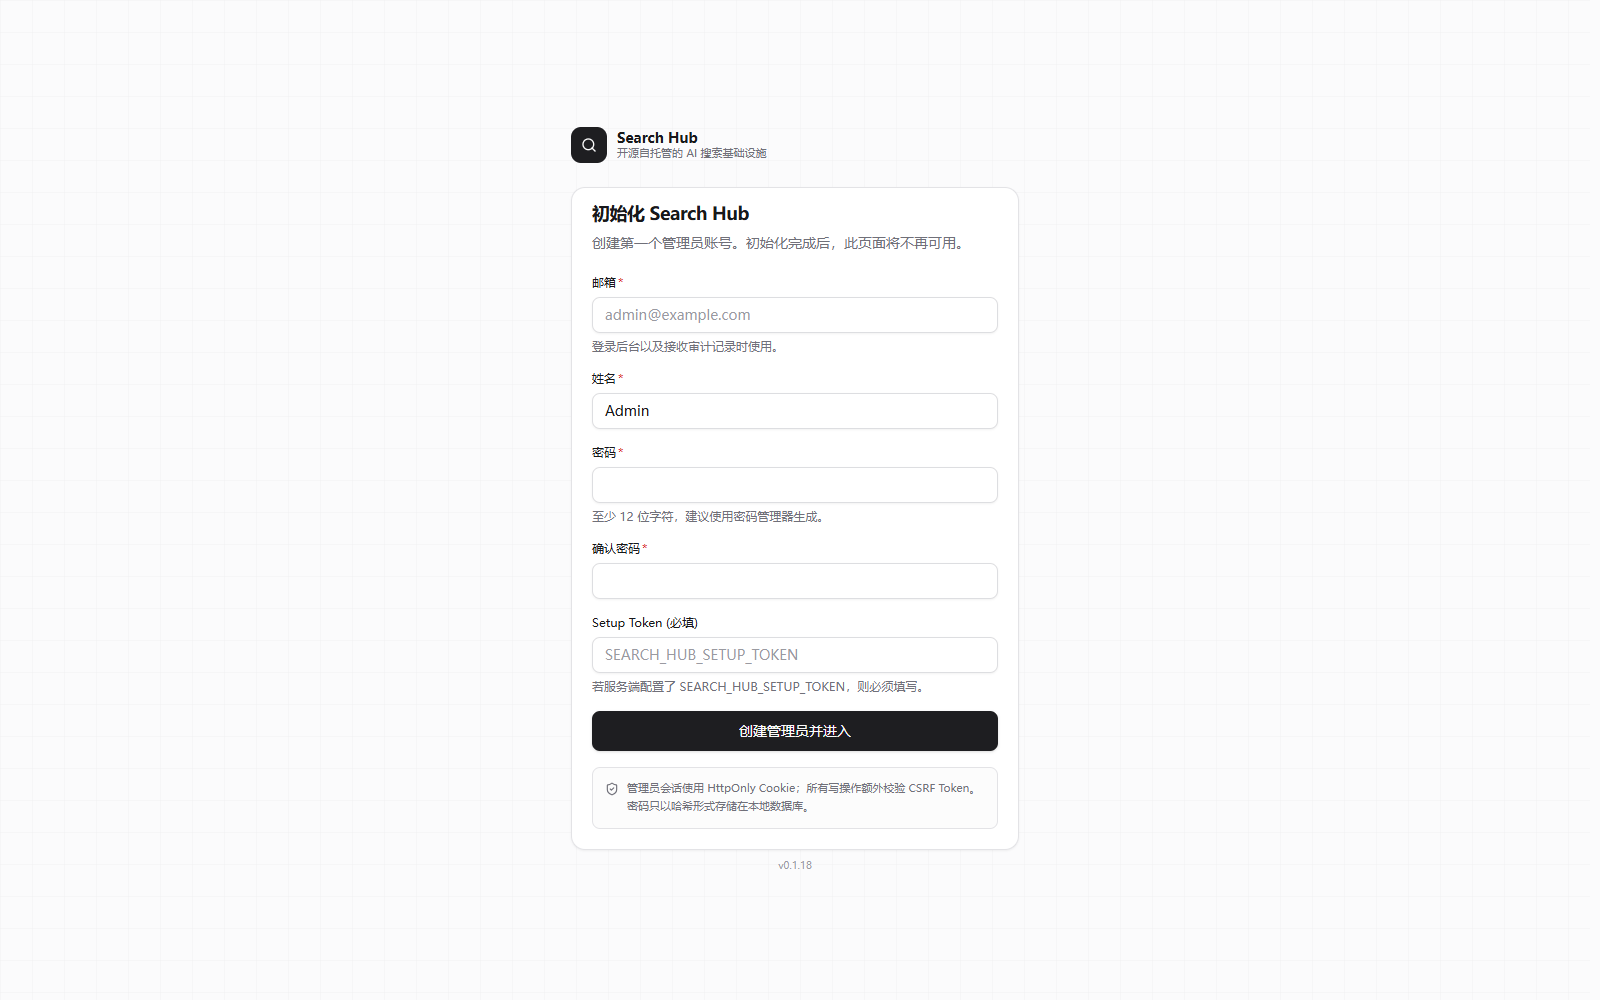 Search Hub
开源自托管的 AI 搜索基础设施
初始化 Search Hub
创建第一个管理员账号。初始化完成后，此页面将不再可用。
邮箱*
admin@example.com
登录后台以及接收审计记录时使用。
姓名*
Admin
密码*
至少 12 位字符，建议使用密码管理器生成。
确认密码*
Setup Token (必填)
SEARCH_HUB_SETUP_TOKEN
若服务端配置了 SEARCH_HUB_SETUP_TOKEN，则必须填写。
创建管理员并进入
管理员会话使用 HttpOnly Cookie；所有写操作额外校验 CSRF Token。
密码只以哈希形式存储在本地数据库。
v0.1.18